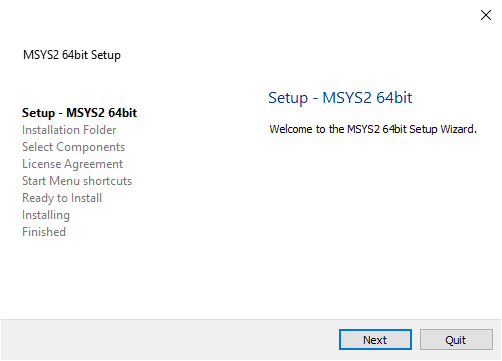 MSYS2 64bit Setup
Setup - MSYS2 64bit
Installation Folder
Select Components
License Agreement
Start Menu shortcuts
Ready to Install
Installing
Finished
Setup - MSYS2 64bit
Welcome to the MSYS2 64bit Setup Wizard.
Next
Quit